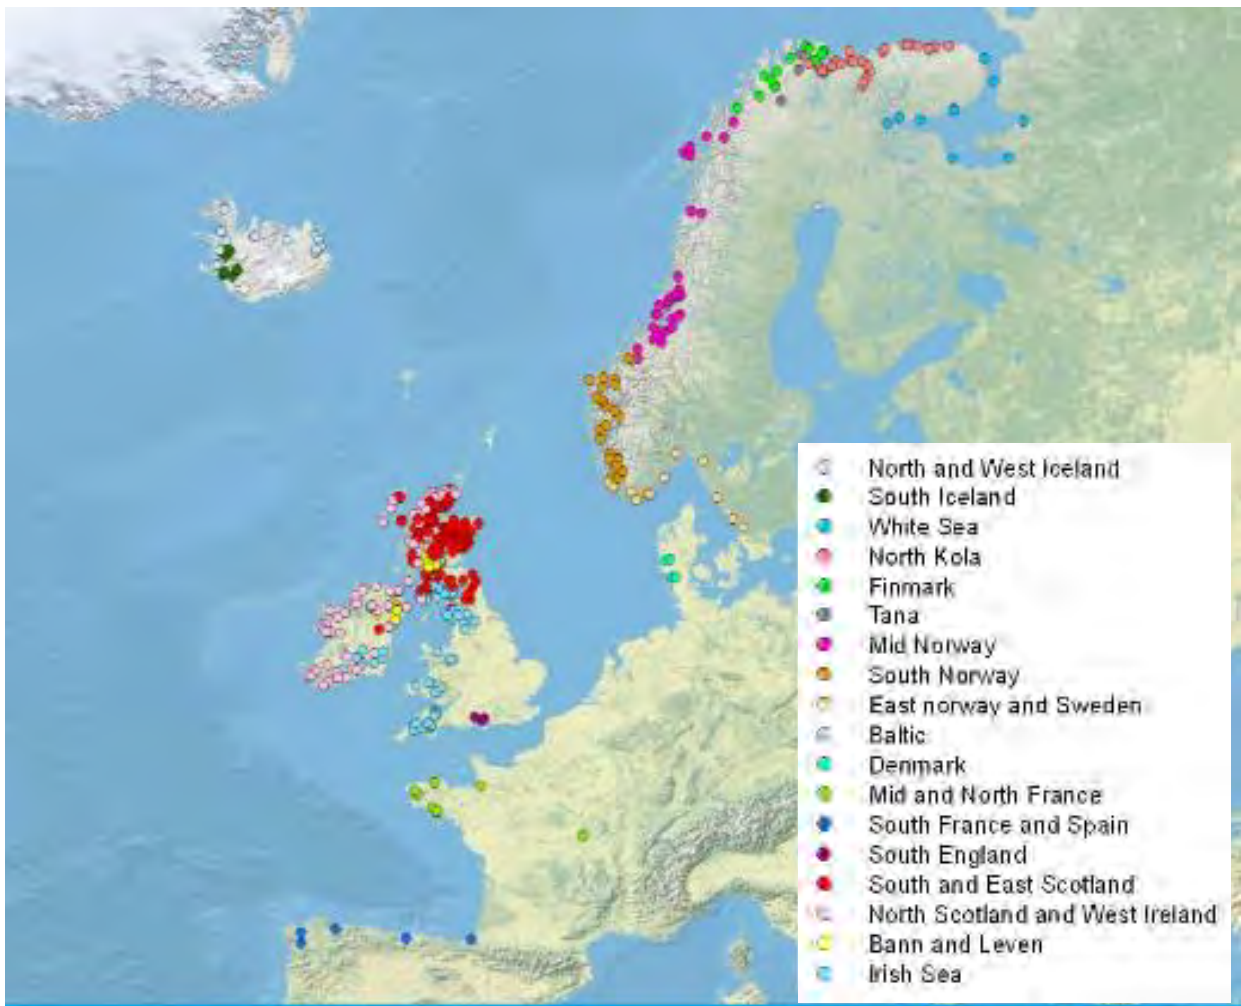 North and West Iceland
South Iceland
White Sea
North Kola
Finmark
Tana
Mid Norway
South Norway
East norway and Sweden
Baltic
Denmark
Mid and North France
South France and Spain
South England
South and East Scotland
North Scotland and West Ireland
Bann and Leven
Irish Sea